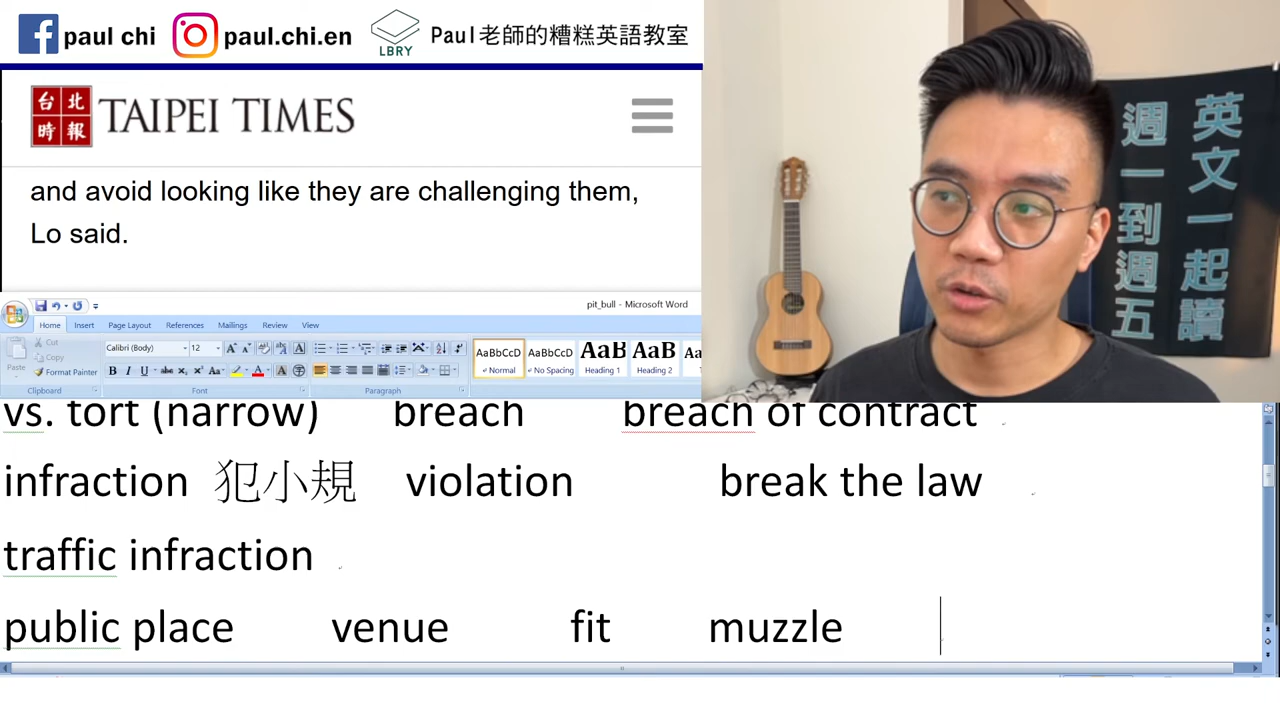 paul chi paul.chi.en LBRY Paul老師的糟糕英語教室
台北時報 TAIPEI TIMES
and avoid looking like they are challenging them,
Lo said.
英文一起讀
週一到週五
pit_bull - Microsoft Word
Home Insert Page Layout References Mailings Review View
Paste Cut Copy Format Painter
Calibri (Body) 12
AaBbCcD AaBbCcD AaBb AaBb
Normal No Spacing Heading 1 Heading 2
Clipboard Font Paragraph
vs. tort (narrow) breach breach of contract
infraction 犯小規 violation break the law
traffic infraction
public place venue fit muzzle